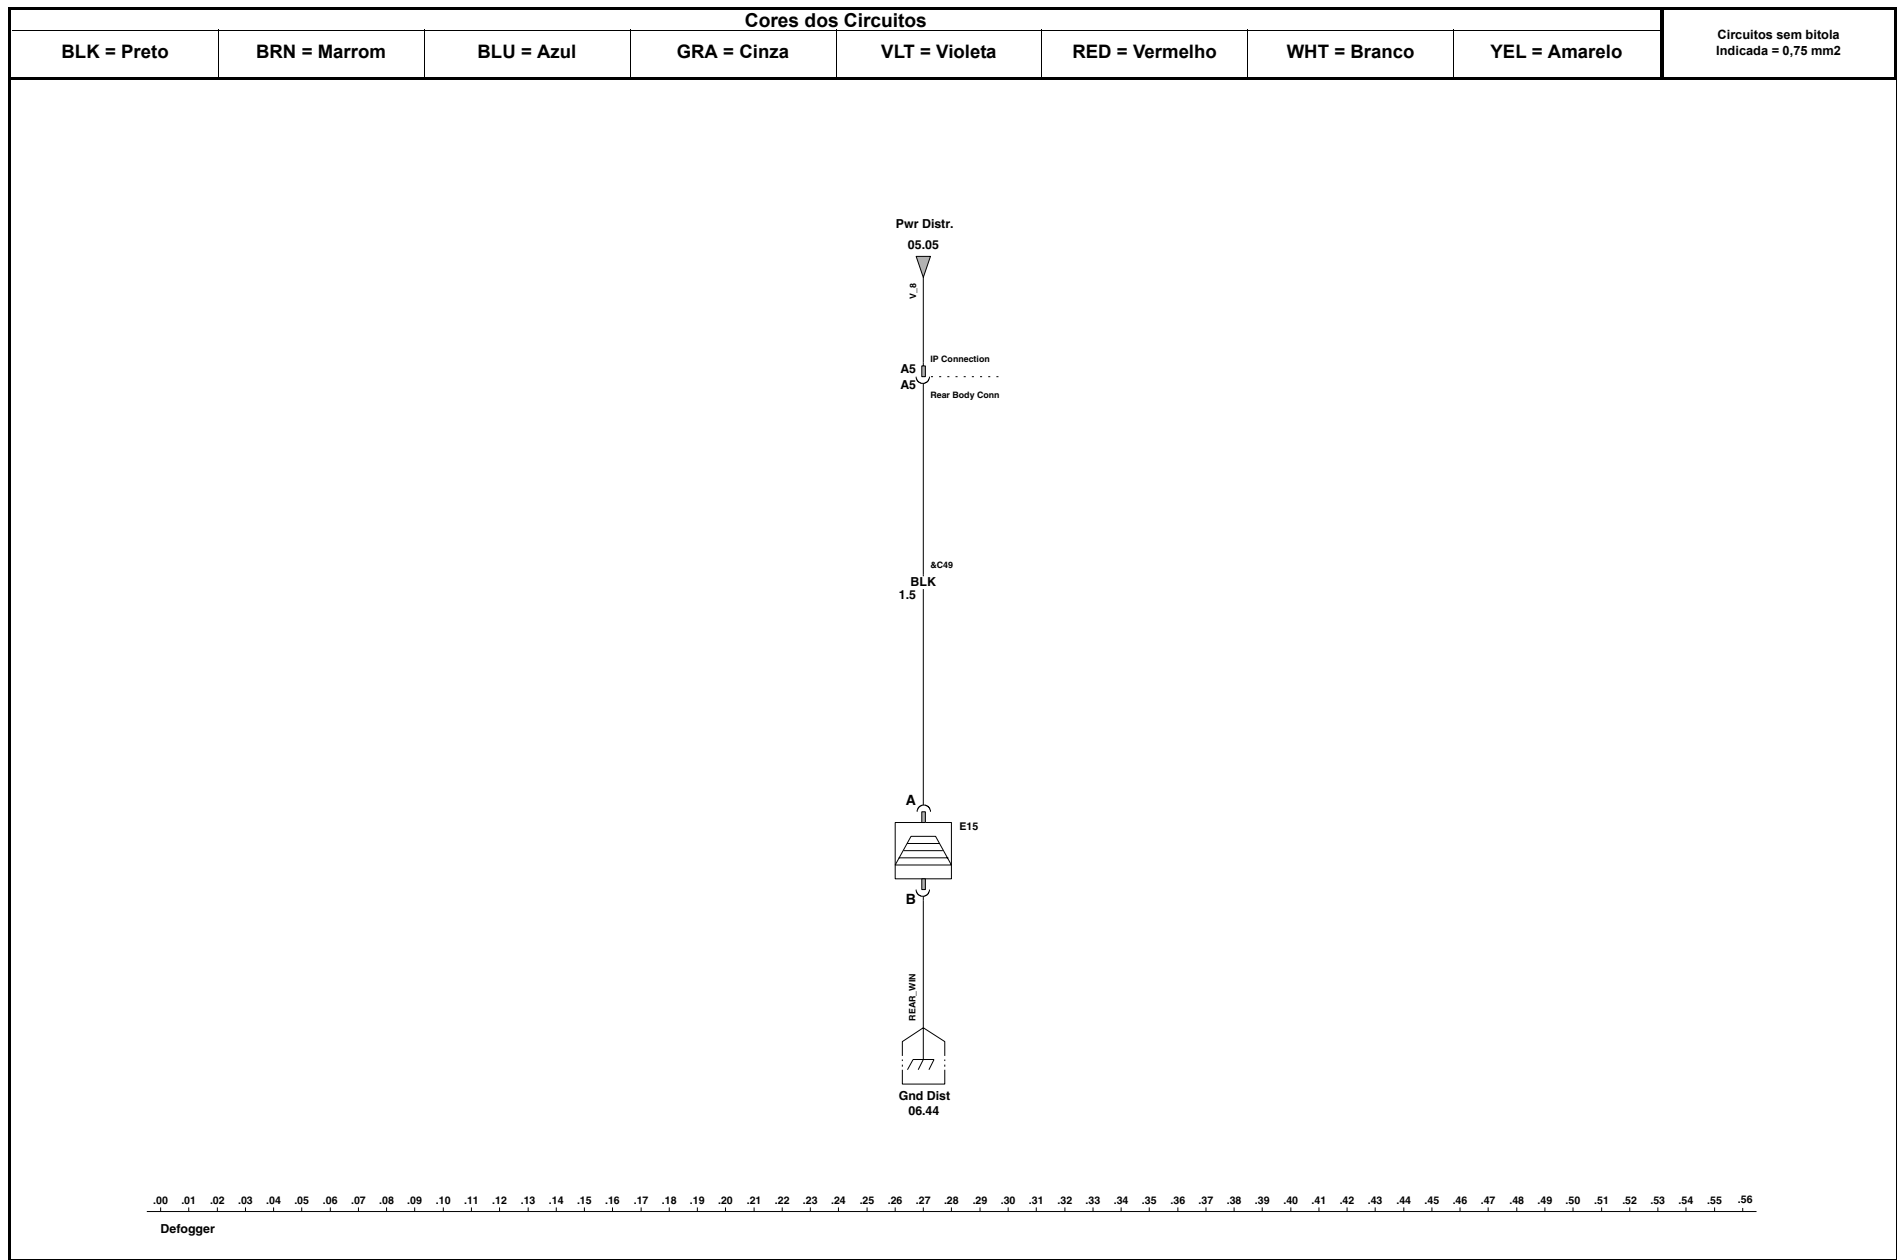 Cores dos Circuitos
BLK = Preto BRN = Marrom BLU = Azul GRA = Cinza VLT = Violeta RED = Vermelho WHT = Branco YEL = Amarelo
Circuitos sem bitola
Indicada = 0,75 mm2
Pwr Distr.
05.05
V_8
IP Connection
A5
A5
Rear Body Conn
&C49
BLK
1.5
A
E15
B
REAR_WIN
Gnd Dist
06.44
.00 .01 .02 .03 .04 .05 .06 .07 .08 .09 .10 .11 .12 .13 .14 .15 .16 .17 .18 .19 .20 .21 .22 .23 .24 .25 .26 .27 .28 .29 .30 .31 .32 .33 .34 .35 .36 .37 .38 .39 .40 .41 .42 .43 .44 .45 .46 .47 .48 .49 .50 .51 .52 .53 .54 .55 .56
Defogger